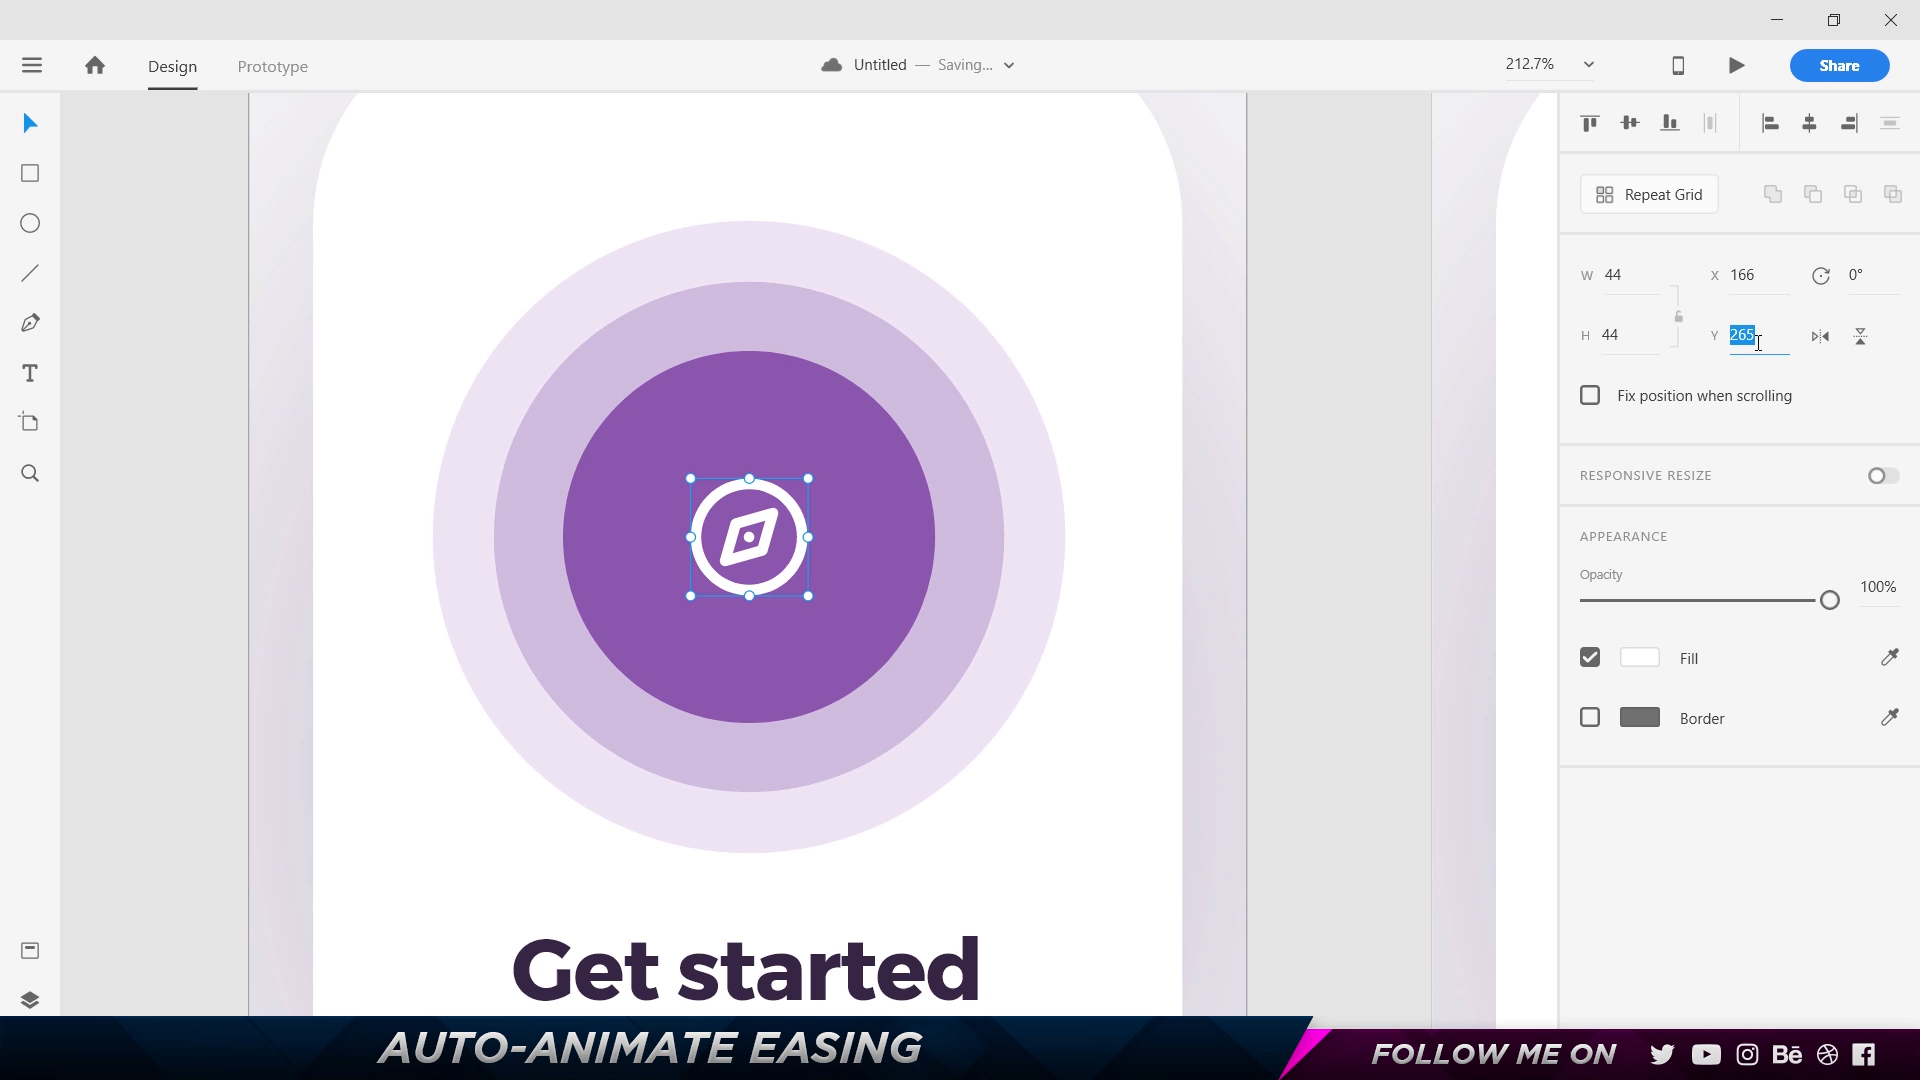 Design
Prototype
Untitled — Saving...
212.7%
Share
Repeat Grid
W 44
X 166
0°
H 44
Y 265
Fix position when scrolling
RESPONSIVE RESIZE
APPEARANCE
Opacity
100%
Fill
Border
Get started
AUTO-ANIMATE EASING
FOLLOW ME ON
Bē